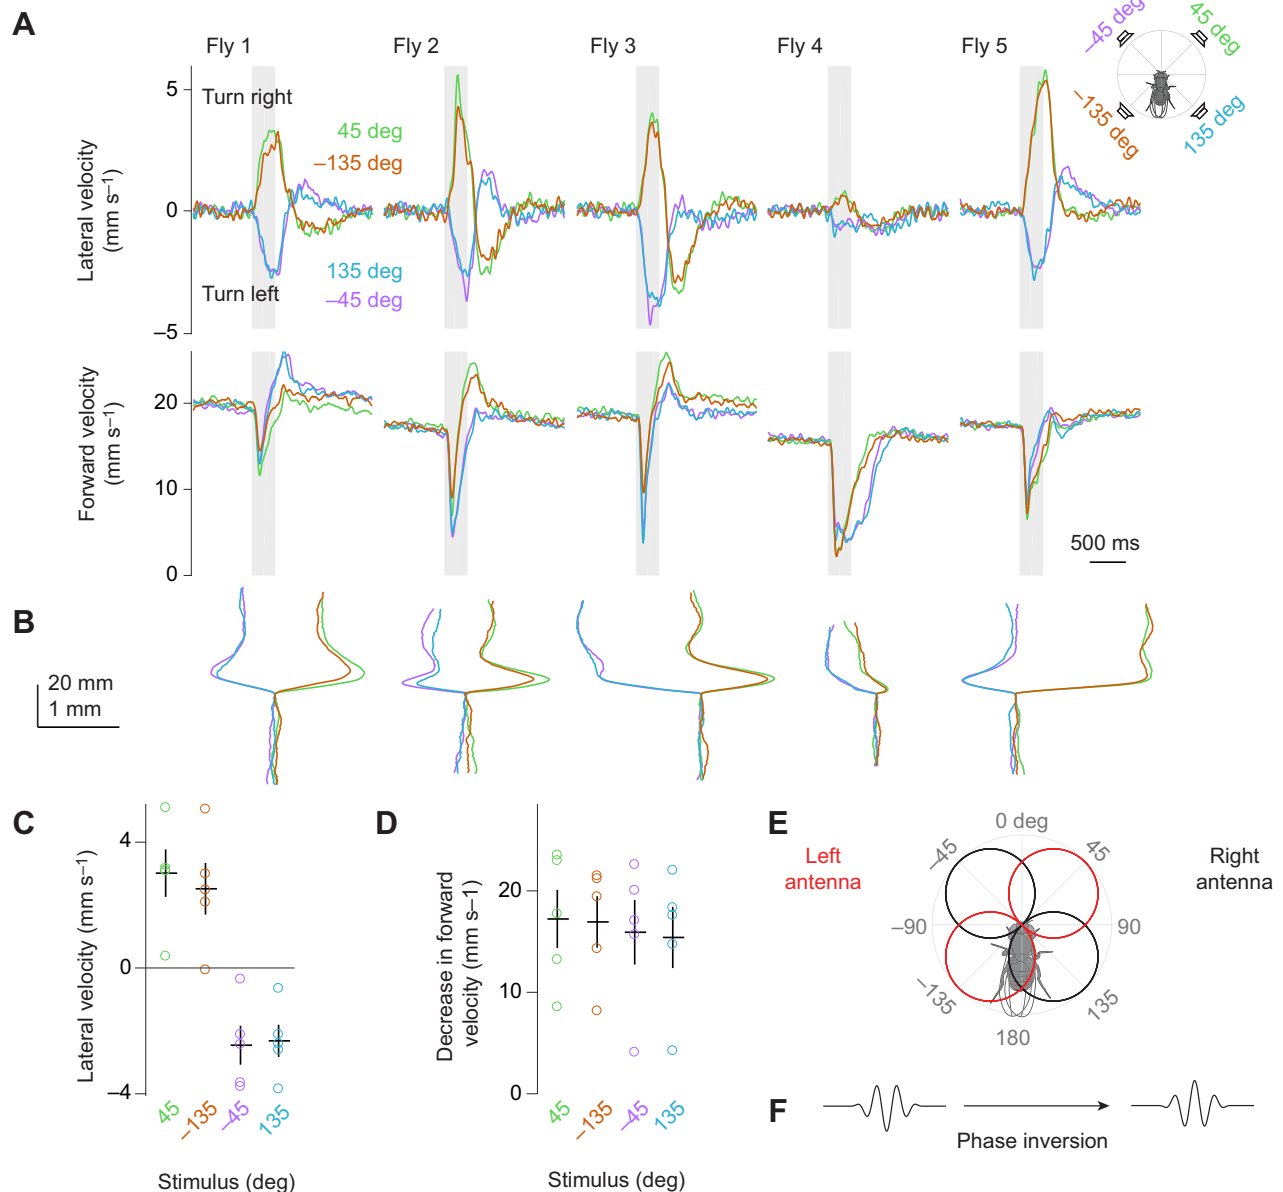 A
Fly 1
Fly 2
Fly 3
Fly 4
Fly 5
–45 deg
45 deg
–135 deg
135 deg
Lateral velocity
(mm s–1)
5
0
–5
Turn right
45 deg
–135 deg
135 deg
–45 deg
Turn left
Forward velocity
(mm s–1)
20
10
0
500 ms
B
20 mm
1 mm
C
Lateral velocity (mm s–1)
4
0
–4
45
–135
–45
135
Stimulus (deg)
D
Decrease in forward
velocity (mm s–1)
20
10
0
45
–135
–45
135
Stimulus (deg)
E
Left
antenna
Right
antenna
0 deg
–45
45
–90
90
–135
135
180
F
Phase inversion